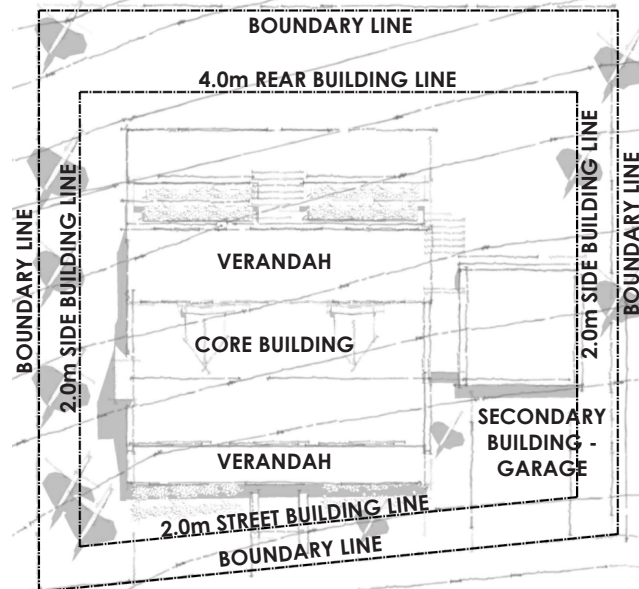 BOUNDARY LINE
4.0m REAR BUILDING LINE
BOUNDARY LINE
2.0m SIDE BUILDING LINE
2.0m SIDE BUILDING LINE
BOUNDARY LINE
VERANDAH
CORE BUILDING
SECONDARY
BUILDING -
GARAGE
VERANDAH
2.0m STREET BUILDING LINE
BOUNDARY LINE